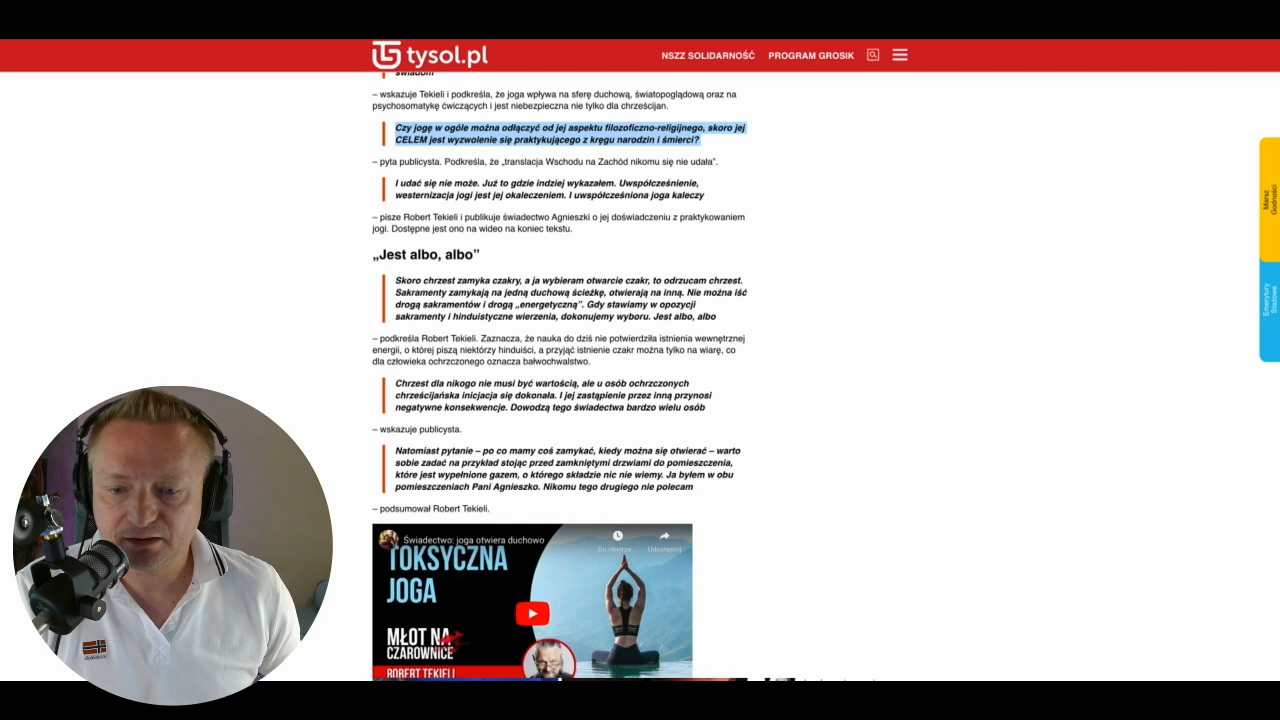 tysol.pl
NSZZ SOLIDARNOŚĆ PROGRAM GROSIK
świadom
– wskazuje Tekieli i podkreśla, że joga wpływa na sferę duchową, światopoglądową oraz na
psychosomatykę ćwiczących i jest niebezpieczna nie tylko dla chrześcijan.
Czy jogę w ogóle można odłączyć od jej aspektu filozoficzno-religijnego, skoro jej
CELEM jest wyzwolenie się praktykującego z kręgu narodzin i śmierci?
– pyta publicysta. Podkreśla, że „translacja Wschodu na Zachód nikomu się nie udała”.
I udać się nie może. Już to gdzie indziej wykazałem. Uwspółcześnienie,
westernizacja jogi jest jej okaleczeniem. I uwspółcześniona joga kaleczy
– pisze Robert Tekieli i publikuje świadectwo Agnieszki o jej doświadczeniu z praktykowaniem
jogi. Dostępne jest ono na wideo na koniec tekstu.
„Jest albo, albo”
Skoro chrzest zamyka czakry, a ja wybieram otwarcie czakr, to odrzucam chrzest.
Sakramenty zamykają na jedną duchową ścieżkę, otwierają na inną. Nie można iść
drogą sakramentów i drogą „energetyczną”. Gdy stawiamy w opozycji
sakramenty i hinduistyczne wierzenia, dokonujemy wyboru. Jest albo, albo
– podkreśla Robert Tekieli. Zaznacza, że nauka do dziś nie potwierdziła istnienia wewnętrznej
energii, o której piszą niektórzy hinduiści, a przyjąć istnienie czakr można tylko na wiarę, co
dla człowieka ochrzczonego oznacza bałwochwalstwo.
Chrzest dla nikogo nie musi być wartością, ale u osób ochrzczonych
chrześcijańska inicjacja się dokonała. I jej zastąpienie przez inną przynosi
negatywne konsekwencje. Dowodzą tego świadectwa bardzo wielu osób
– wskazuje publicysta.
Natomiast pytanie – po co mamy coś zamykać, kiedy można się otwierać – warto
sobie zadać na przykład stojąc przed zamkniętymi drzwiami do pomieszczenia,
które jest wypełnione gazem, o którego składzie nic nie wiemy. Ja byłem w obu
pomieszczeniach Pani Agnieszko. Nikomu tego drugiego nie polecam
– podsumował Robert Tekieli.
Świadectwo: joga otwiera duchowo
Do obejrze... Udostępnij
TOKSYCZNA
JOGA
MŁOT NA
CZAROWNICE
ROBERT TEKIELI
Marsz
Godności
Emerytury
Stażowe